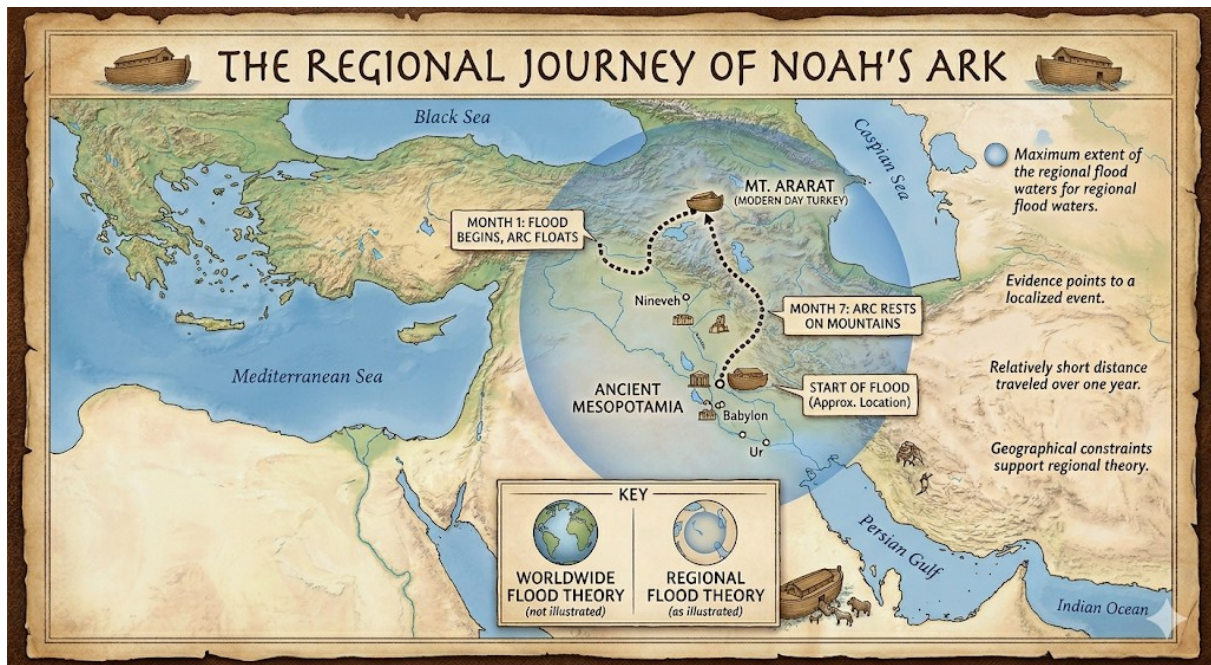 THE REGIONAL JOURNEY OF NOAH'S ARK
Black Sea
Caspian Sea
Maximum extent of
the regional flood
waters for regional
flood waters.
MT. ARARAT
(MODERN DAY TURKEY)
MONTH 1: FLOOD
BEGINS, ARC FLOATS
Evidence points to a
localized event.
Nineveh
MONTH 7: ARC RESTS
ON MOUNTAINS
Mediterranean Sea
ANCIENT
MESOPOTAMIA
START OF FLOOD
(Approx. Location)
Relatively short distance
traveled over one year.
Babylon
Ur
Geographical constraints
support regional theory.
KEY
WORLDWIDE
FLOOD THEORY
(not illustrated)
REGIONAL
FLOOD THEORY
(as illustrated)
Persian Gulf
Indian Ocean